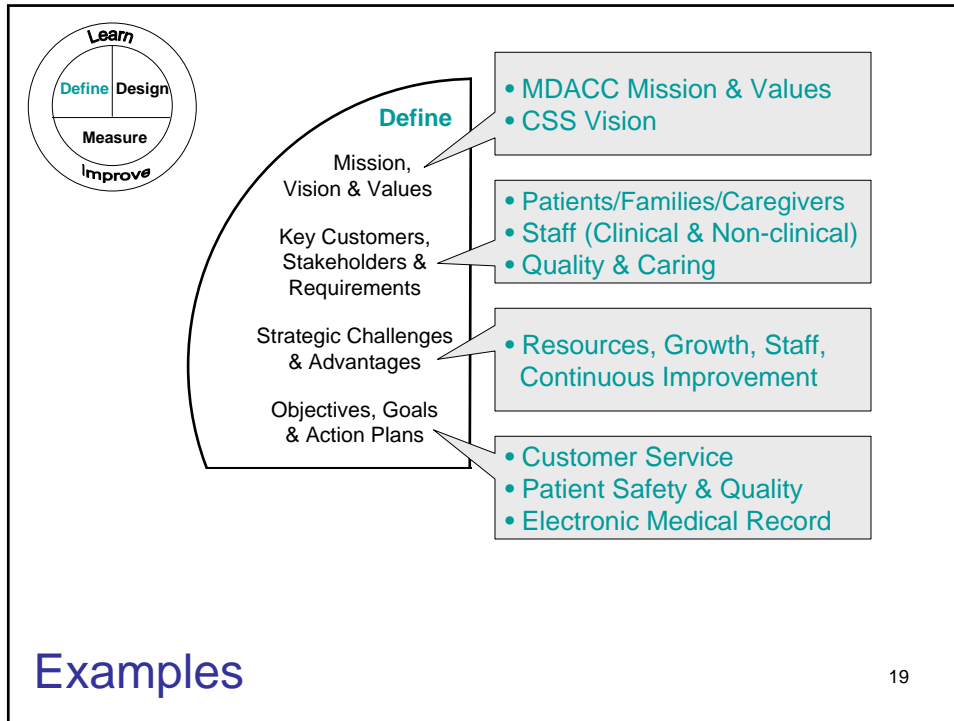 Learn
Define Design
Measure
Improve
Define
Mission,
Vision & Values
Key Customers,
Stakeholders &
Requirements
Strategic Challenges
& Advantages
Objectives, Goals
& Action Plans
• MDACC Mission & Values
• CSS Vision
• Patients/Families/Caregivers
• Staff (Clinical & Non-clinical)
• Quality & Caring
• Resources, Growth, Staff,
Continuous Improvement
• Customer Service
• Patient Safety & Quality
• Electronic Medical Record
Examples
19